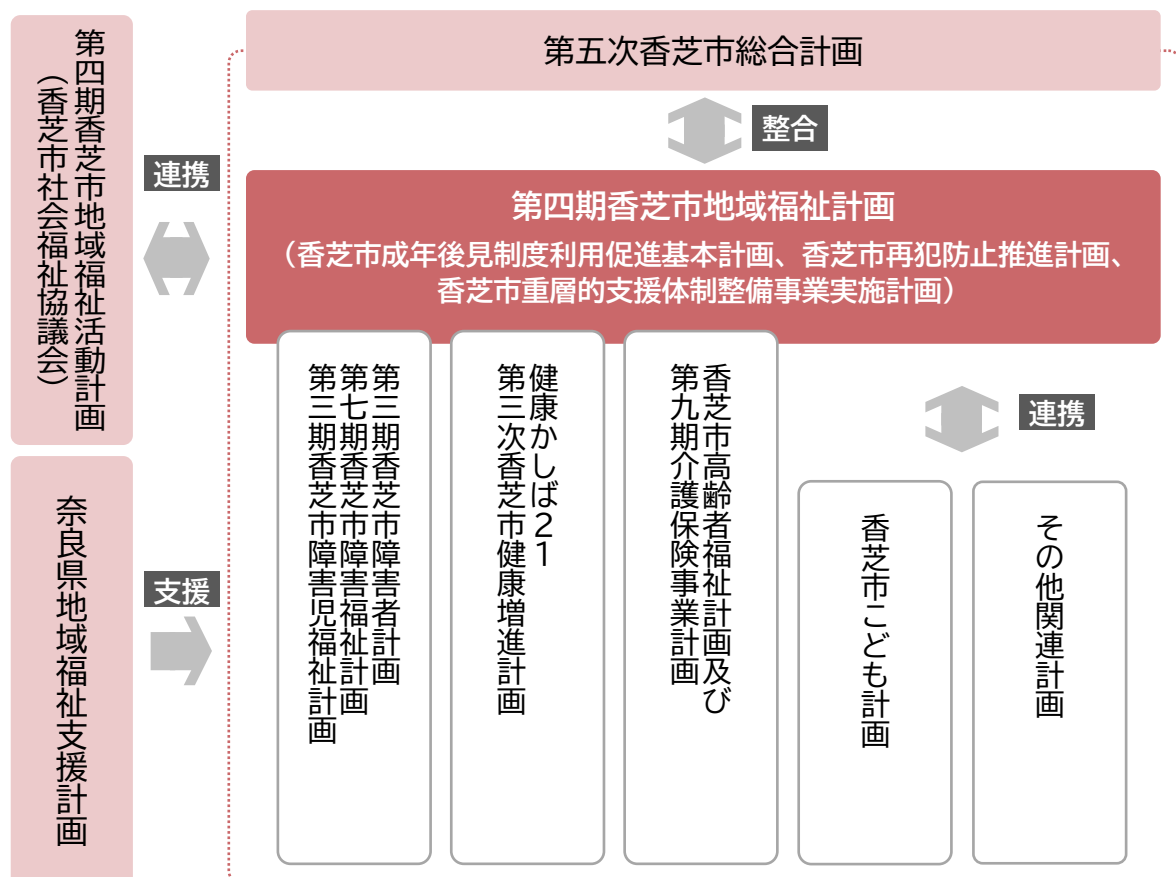 第五次香芝市総合計画
整合
第四期香芝市地域福祉計画
（香芝市成年後見制度利用促進基本計画、香芝市再犯防止推進計画、
香芝市重層的支援体制整備事業実施計画）
第四期香芝市地域福祉活動計画
（香芝市社会福祉協議会）
連携
奈良県地域福祉支援計画
支援
第三期香芝市障害者計画
第七期香芝市障害福祉計画
第三期香芝市障害児福祉計画
健康かしば２１
第三次香芝市健康増進計画
香芝市高齢者福祉計画及び
第九期介護保険事業計画
連携
香芝市こども計画
その他関連計画